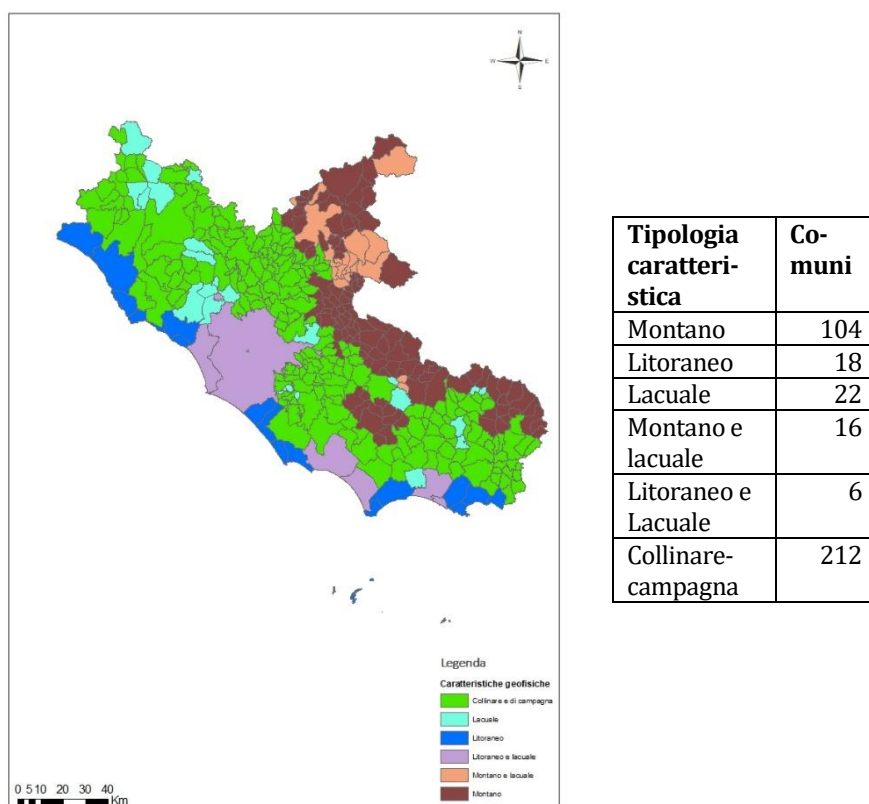 N
W E
S
Legenda
Caratteristiche geofisiche
Collinare e di campagna
Lacuale
Litoraneo
Litoraneo e lacuale
Montano e lacuale
Montano
0 5 10 20 30 40
Km
Tipologia Co-
caratteri- muni
stica
Montano 104
Litoraneo 18
Lacuale 22
Montano e 16
lacuale
Litoraneo e 6
Lacuale
Collinare- 212
campagna